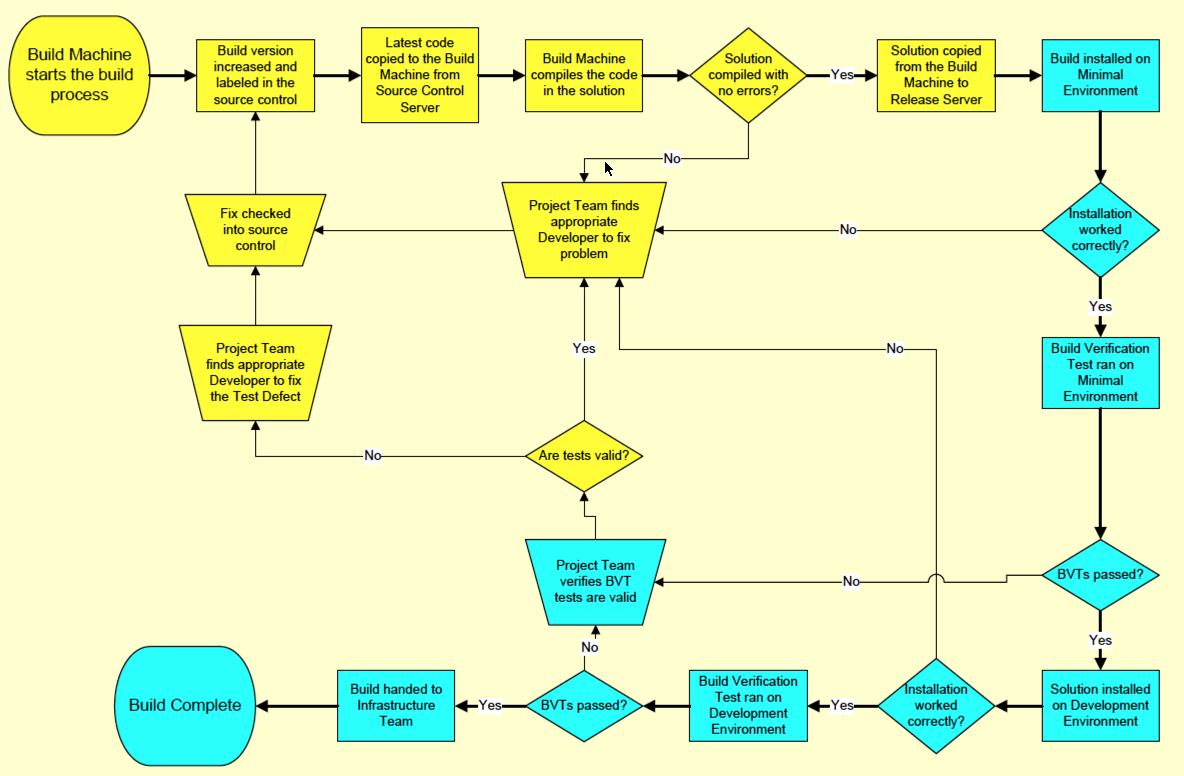 Build Machine
starts the build
process
Build version
increased and
labeled in the
source control
Latest code
copied to the Build
Machine from
Source Control
Server
Build Machine
compiles the code
in the solution
Solution
compiled with
no errors?
Yes
Solution copied
from the Build
Machine to
Release Server
Build installed on
Minimal
Environment
No
Fix checked
into source
control
Project Team finds
appropriate
Developer to fix
problem
No
Installation
worked
correctly?
Yes
Project Team
finds appropriate
Developer to fix
the Test Defect
Yes
No
Build Verification
Test ran on
Minimal
Environment
No
Are tests valid?
Project Team
verifies BVT
tests are valid
No
BVTs passed?
No
Yes
Build Complete
Build handed to
Infrastructure
Team
Yes
BVTs passed?
Build Verification
Test ran on
Development
Environment
Yes
Installation
worked
correctly?
Solution installed
on Development
Environment